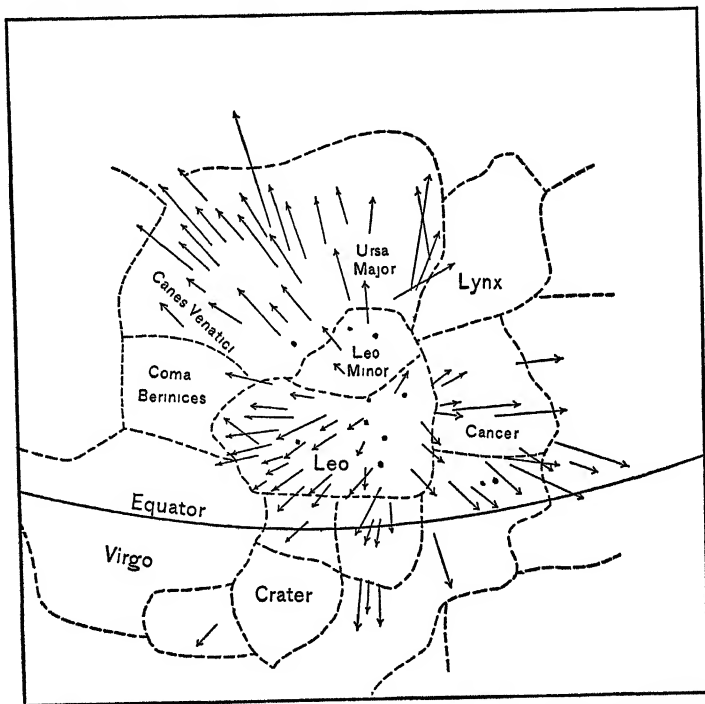 Ursa
Major
Lynx
Canes Venatici
Leo
Minor
Coma
Berinices
Cancer
Leo
Equator
Virgo
Crater